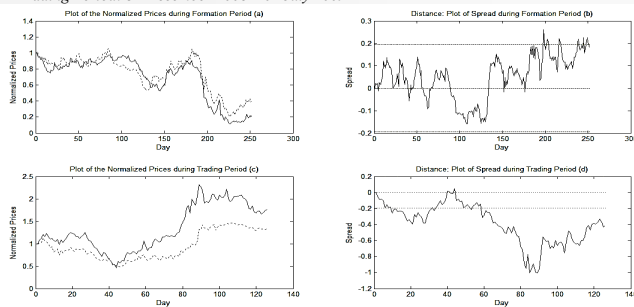 Plot of the Normalized Prices during Formation Period (a)
1.4
1.2
1
0.8
0.6
0.4
0.2
0
Normalized Prices
0 50 100 150 200 250 300
Day
Distance: Plot of Spread during Formation Period (b)
0.3
0.2
0.1
0
-0.1
-0.2
Spread
0 50 100 150 200 250 300
Day
Plot of the Normalized Prices during Trading Period (c)
2.5
2
1.5
1
0.5
0
Normalized Prices
0 20 40 60 80 100 120 140
Day
Distance: Plot of Spread during Trading Period (d)
0.2
0
-0.2
-0.4
-0.6
-0.8
-1
-1.2
Spread
0 20 40 60 80 100 120 140
Day